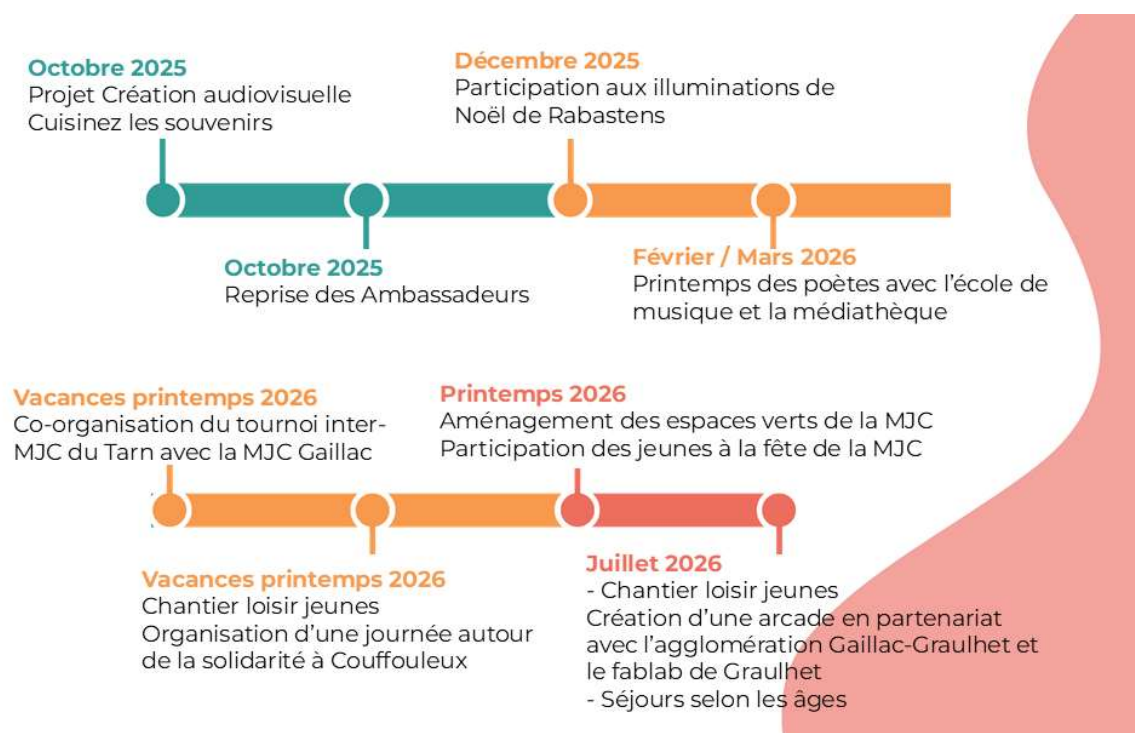 Octobre 2025
Projet Création audiovisuelle
Cuisinez les souvenirs
Décembre 2025
Participation aux illuminations de
Noël de Rabastens
Octobre 2025
Reprise des Ambassadeurs
Février / Mars 2026
Printemps des poètes avec l'école de
musique et la médiathèque
Vacances printemps 2026
Co-organisation du tournoi inter-
MJC du Tarn avec la MJC Gaillac
Printemps 2026
Aménagement des espaces verts de la MJC
Participation des jeunes à la fête de la MJC
Vacances printemps 2026
Chantier loisir jeunes
Organisation d'une journée autour
de la solidarité à Couffouleux
Juillet 2026
- Chantier loisir jeunes
Création d'une arcade en partenariat
avec l'agglomération Gaillac-Graulhet et
le fablab de Graulhet
- Séjours selon les âges